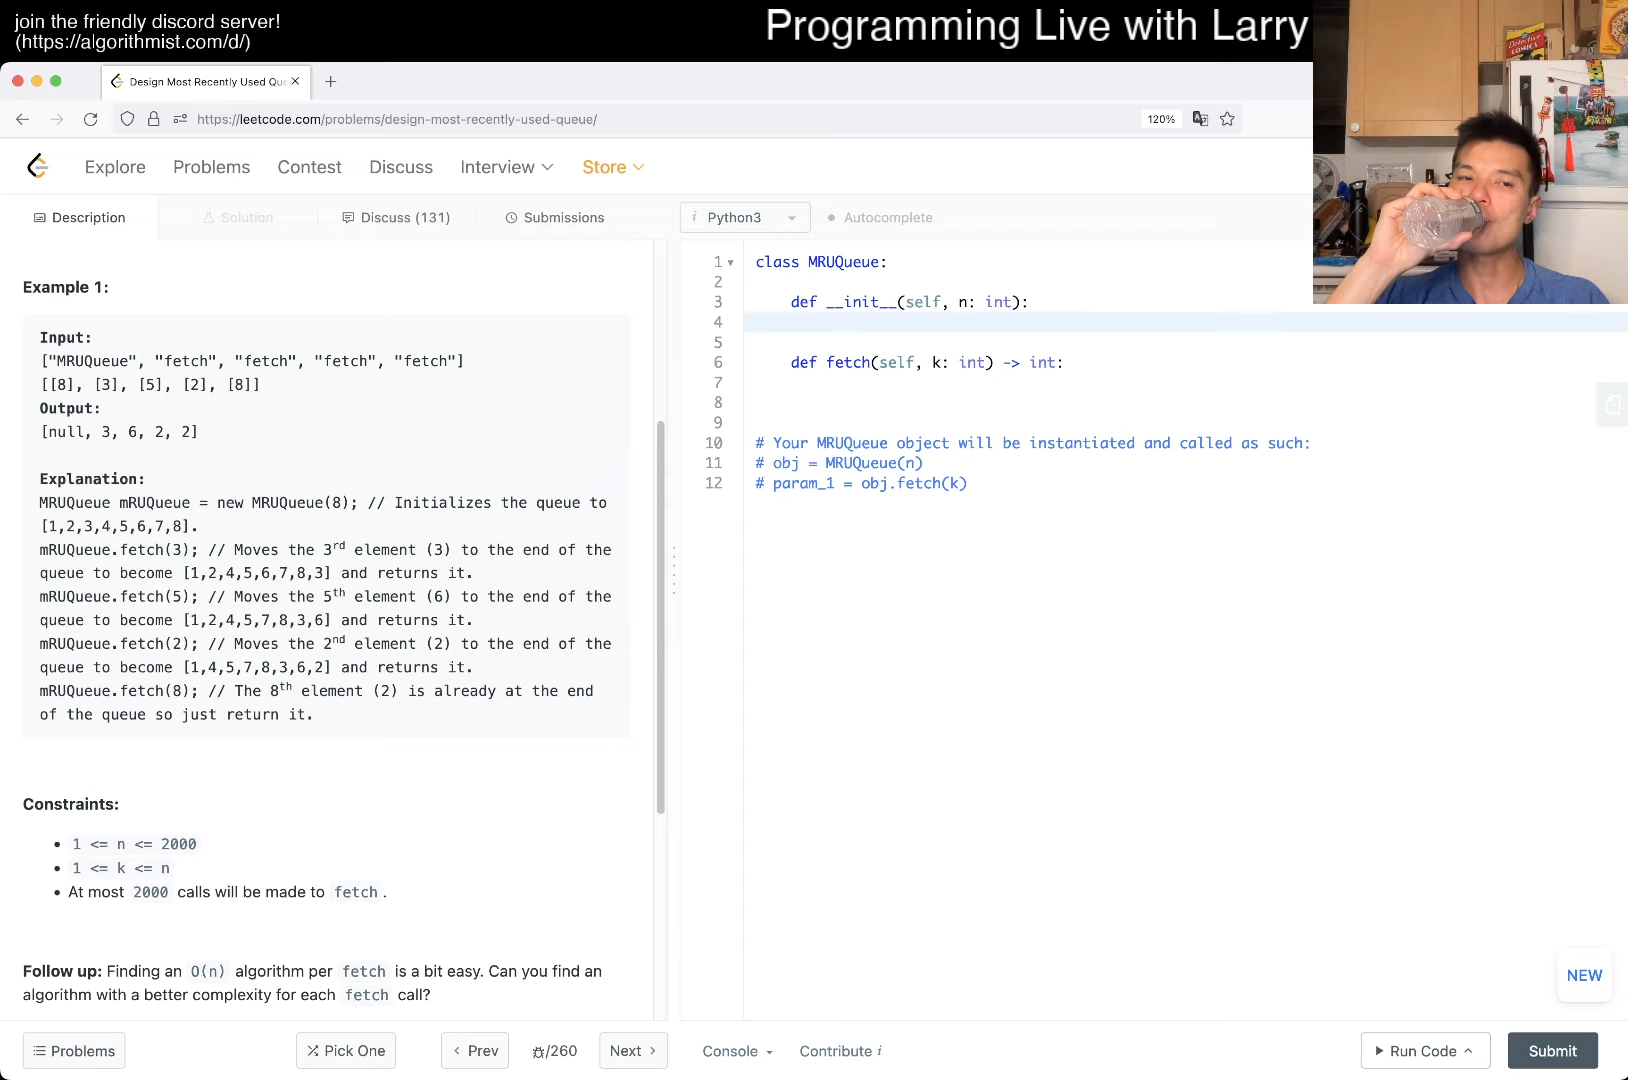 join the friendly discord server!
(https://algorithmist.com/d/)
Programming Live with Larry
Design Most Recently Used Que
https://leetcode.com/problems/design-most-recently-used-queue/
120%
Explore
Problems
Contest
Discuss
Interview
Store
Description
Solution
Discuss (131)
Submissions
i Python3
Autocomplete
Example 1:
Input:
["MRUQueue", "fetch", "fetch", "fetch", "fetch"]
[[8], [3], [5], [2], [8]]
Output:
[null, 3, 6, 2, 2]
Explanation:
MRUQueue mRUQueue = new MRUQueue(8); // Initializes the queue to
[1,2,3,4,5,6,7,8].
mRUQueue.fetch(3); // Moves the 3rd element (3) to the end of the
queue to become [1,2,4,5,6,7,8,3] and returns it.
mRUQueue.fetch(5); // Moves the 5th element (6) to the end of the
queue to become [1,2,4,5,7,8,3,6] and returns it.
mRUQueue.fetch(2); // Moves the 2nd element (2) to the end of the
queue to become [1,4,5,7,8,3,6,2] and returns it.
mRUQueue.fetch(8); // The 8th element (2) is already at the end
of the queue so just return it.
Constraints:
• 1 <= n <= 2000
• 1 <= k <= n
• At most 2000 calls will be made to fetch.
Follow up: Finding an O(n) algorithm per fetch is a bit easy. Can you find an
algorithm with a better complexity for each fetch call?
1 class MRUQueue:
2
3 def __init__(self, n: int):
4
5
6 def fetch(self, k: int) -> int:
7
8
9
10 # Your MRUQueue object will be instantiated and called as such:
11 # obj = MRUQueue(n)
12 # param_1 = obj.fetch(k)
NEW
Problems
Pick One
Prev
/260
Next
Console
Contribute i
Run Code
Submit